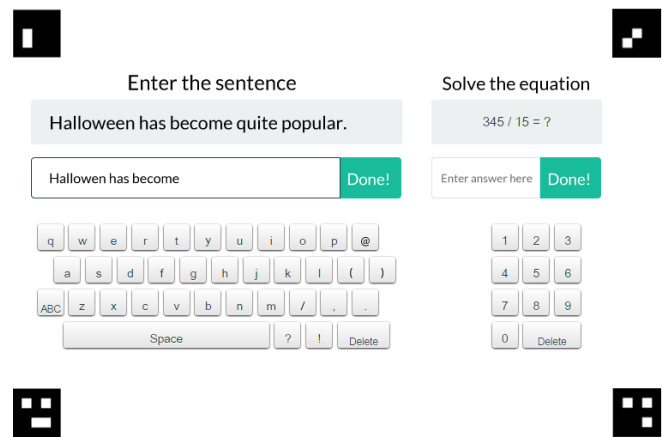 Enter the sentence
Halloween has become quite popular.
Hallowen has become Done!
q w e r t y u i o p @
a s d f g h j k l ( )
ABC z x c v b n m / , .
Space ? ! Delete
Solve the equation
345 / 15 = ?
Enter answer here Done!
1 2 3
4 5 6
7 8 9
0 Delete